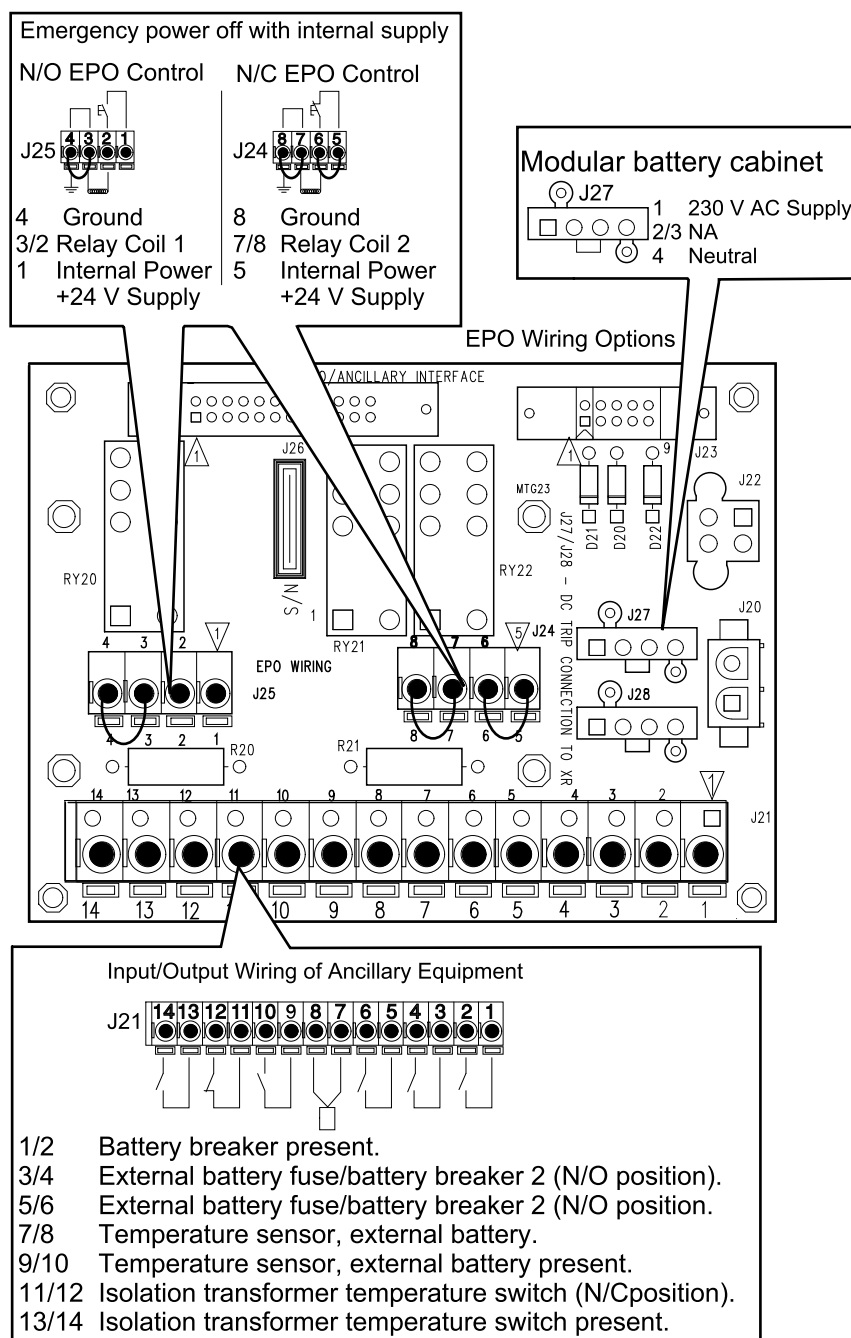 Emergency power off with internal supply
N/O EPO Control
N/C EPO Control
4 3 2 1
J25
8 7 6 5
J24
4 Ground
3/2 Relay Coil 1
1 Internal Power
+24 V Supply
8 Ground
7/8 Relay Coil 2
5 Internal Power
+24 V Supply
Modular battery cabinet
J27
1 230 V AC Supply
2/3 NA
4 Neutral
EPO Wiring Options
O/ANCILLARY INTERFACE
1
J26
1
9
J23
MTG23
D21
D20
D22
J22
RY20
N/S
1
RY21
RY22
J27/J28 - DC TRIP CONNECTION TO XR
J27
J28
J20
4 3 2 1
EPO WIRING
J25
4 3 2 1
8 7 6 5
J24
8 7 6 5
R20
R21
14 13 12 11 10 9 8 7 6 5 4 3 2 1
J21
14 13 12 1 10 9 8 7 6 5 4 3 2 1
Input/Output Wiring of Ancillary Equipment
J21
14 13 12 11 10 9 8 7 6 5 4 3 2 1
1/2 Battery breaker present.
3/4 External battery fuse/battery breaker 2 (N/O position).
5/6 External battery fuse/battery breaker 2 (N/O position.
7/8 Temperature sensor, external battery.
9/10 Temperature sensor, external battery present.
11/12 Isolation transformer temperature switch (N/Cposition).
13/14 Isolation transformer temperature switch present.